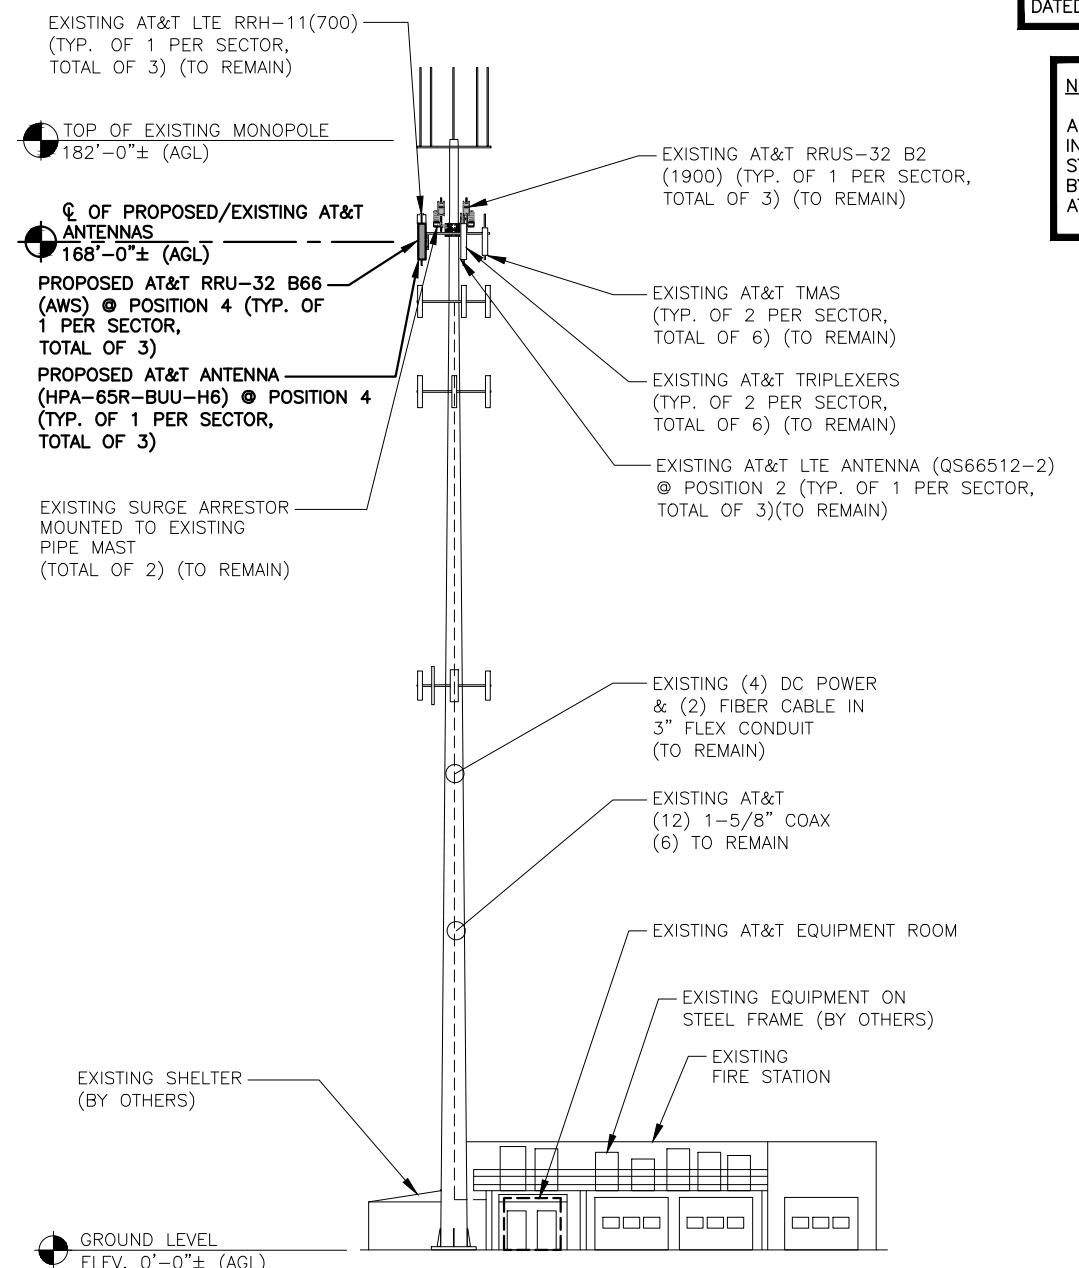 EXISTING AT&T LTE RRH-11(700)
(TYP. OF 1 PER SECTOR,
TOTAL OF 3) (TO REMAIN)
TOP OF EXISTING MONOPOLE
182'-0"± (AGL)
℄ OF PROPOSED/EXISTING AT&T
ANTENNAS
168'-0"± (AGL)
PROPOSED AT&T RRU-32 B66
(AWS) @ POSITION 4 (TYP. OF
1 PER SECTOR,
TOTAL OF 3)
PROPOSED AT&T ANTENNA
(HPA-65R-BUU-H6) @ POSITION 4
(TYP. OF 1 PER SECTOR,
TOTAL OF 3)
EXISTING SURGE ARRESTOR
MOUNTED TO EXISTING
PIPE MAST
(TOTAL OF 2) (TO REMAIN)
DATED
N
A
IN
ST
BY
AT
EXISTING AT&T RRUS-32 B2
(1900) (TYP. OF 1 PER SECTOR,
TOTAL OF 3) (TO REMAIN)
EXISTING AT&T TMAS
(TYP. OF 2 PER SECTOR,
TOTAL OF 6) (TO REMAIN)
EXISTING AT&T TRIPLEXERS
(TYP. OF 2 PER SECTOR,
TOTAL OF 6) (TO REMAIN)
EXISTING AT&T LTE ANTENNA (QS66512-2)
@ POSITION 2 (TYP. OF 1 PER SECTOR,
TOTAL OF 3)(TO REMAIN)
EXISTING (4) DC POWER
& (2) FIBER CABLE IN
3" FLEX CONDUIT
(TO REMAIN)
EXISTING AT&T
(12) 1-5/8" COAX
(6) TO REMAIN
EXISTING AT&T EQUIPMENT ROOM
EXISTING EQUIPMENT ON
STEEL FRAME (BY OTHERS)
EXISTING
FIRE STATION
EXISTING SHELTER
(BY OTHERS)
GROUND LEVEL
ELEV. 0'-0"± (AGL)